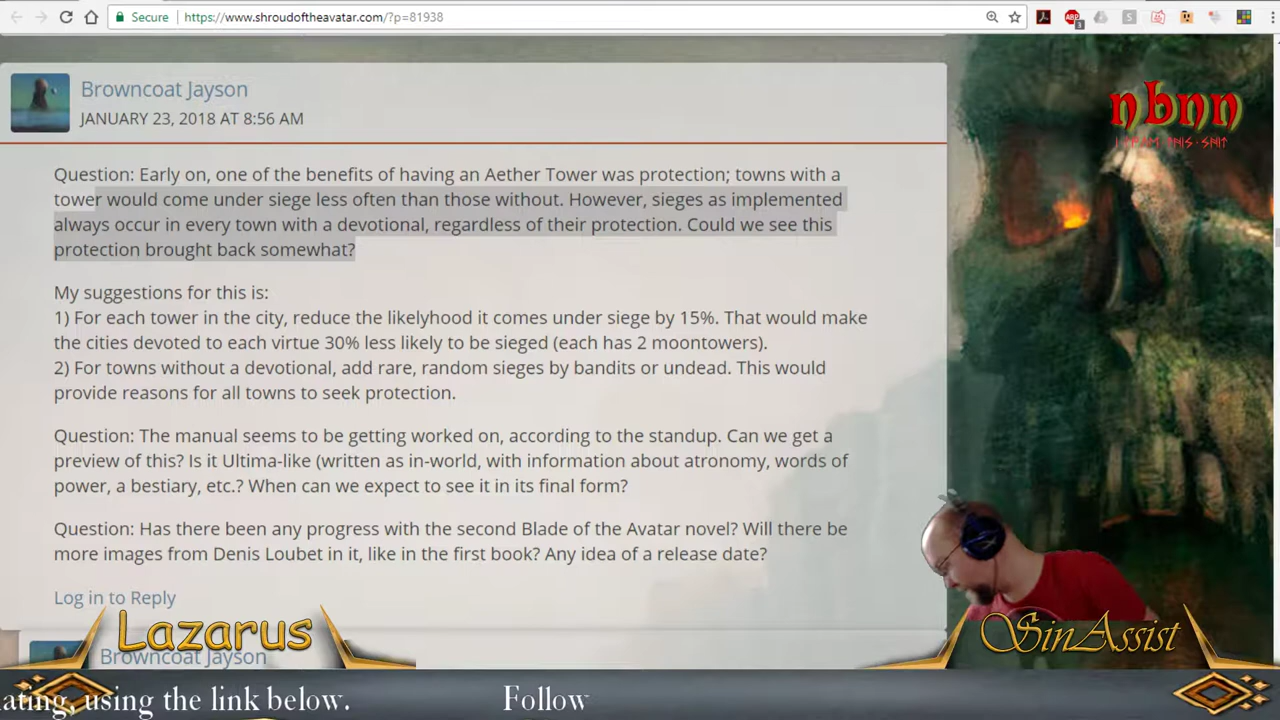 Secure
https://www.shroudoftheavatar.com/?p=81938
ABP
3
S
nbnn
Browncoat Jayson
JANUARY 23, 2018 AT 8:56 AM
Question: Early on, one of the benefits of having an Aether Tower was protection; towns with a
tower would come under siege less often than those without. However, sieges as implemented
always occur in every town with a devotional, regardless of their protection. Could we see this
protection brought back somewhat?
My suggestions for this is:
1) For each tower in the city, reduce the likelyhood it comes under siege by 15%. That would make
the cities devoted to each virtue 30% less likely to be sieged (each has 2 moontowers).
2) For towns without a devotional, add rare, random sieges by bandits or undead. This would
provide reasons for all towns to seek protection.
Question: The manual seems to be getting worked on, according to the standup. Can we get a
preview of this? Is it Ultima-like (written as in-world, with information about atronomy, words of
power, a bestiary, etc.? When can we expect to see it in its final form?
Question: Has there been any progress with the second Blade of the Avatar novel? Will there be
more images from Denis Loubet in it, like in the first book? Any idea of a release date?
Log in to Reply
Lazarus
SinAssist
Browncoat Jayson
ating, using the link below. Follow